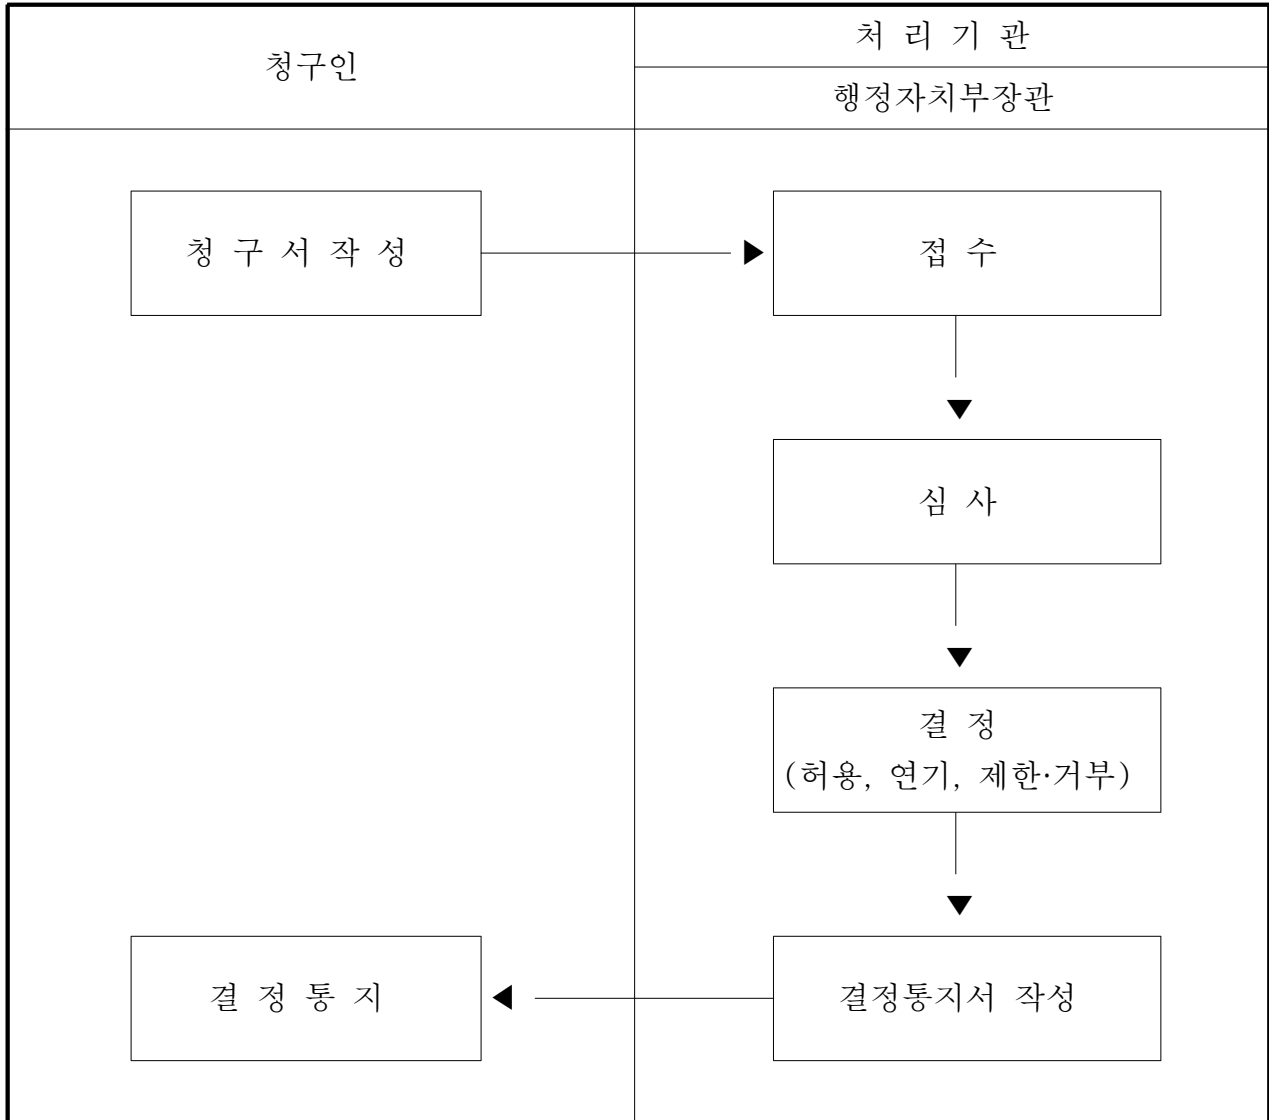 청구인
처 리 기 관
행정자치부장관
청 구 서 작 성
접 수
심 사
결 정
(허용, 연기, 제한·거부)
결 정 통 지
결정통지서 작성